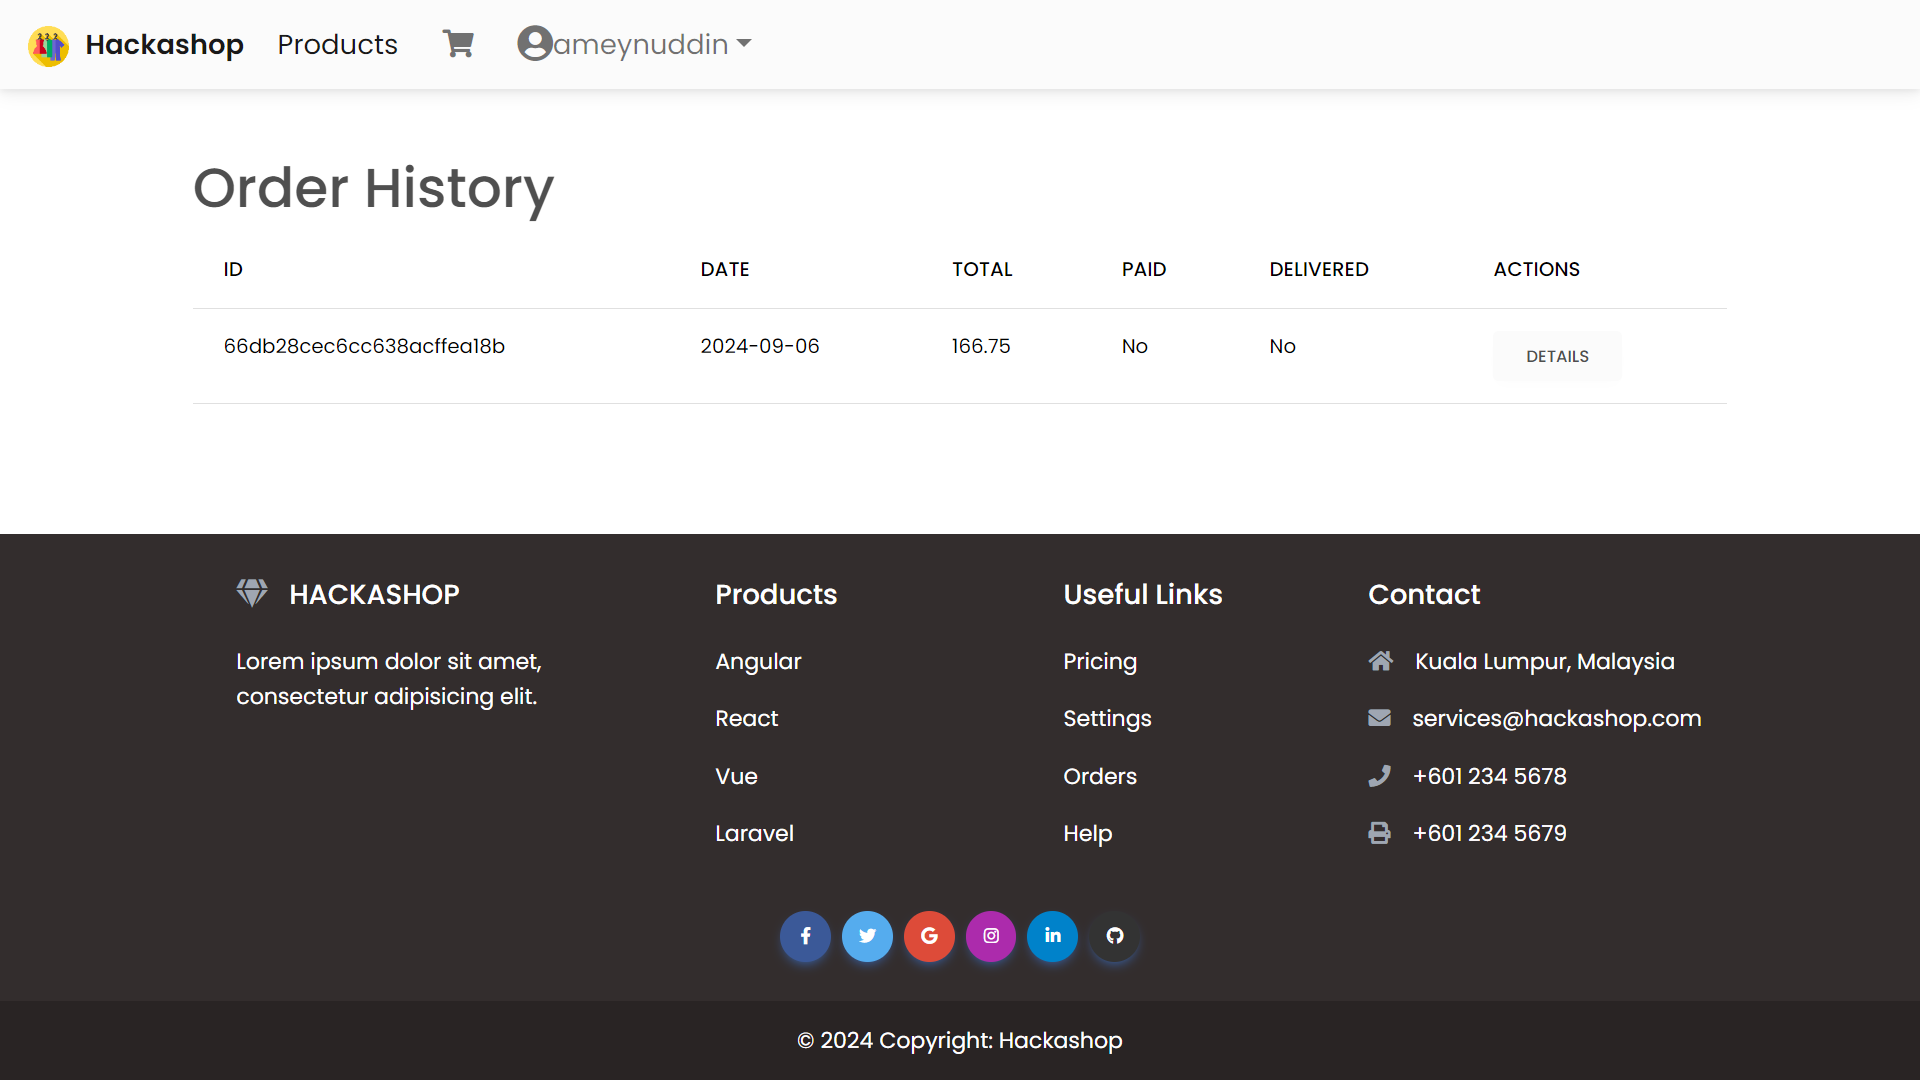 Hackashop Products ameynuddin
Order History
ID DATE TOTAL PAID DELIVERED ACTIONS
66db28cec6cc638acffea18b 2024-09-06 166.75 No No DETAILS
HACKASHOP
Lorem ipsum dolor sit amet,
consectetur adipisicing elit.
Products
Angular
React
Vue
Laravel
Useful Links
Pricing
Settings
Orders
Help
Contact
Kuala Lumpur, Malaysia
services@hackashop.com
+601 234 5678
+601 234 5679
© 2024 Copyright: Hackashop